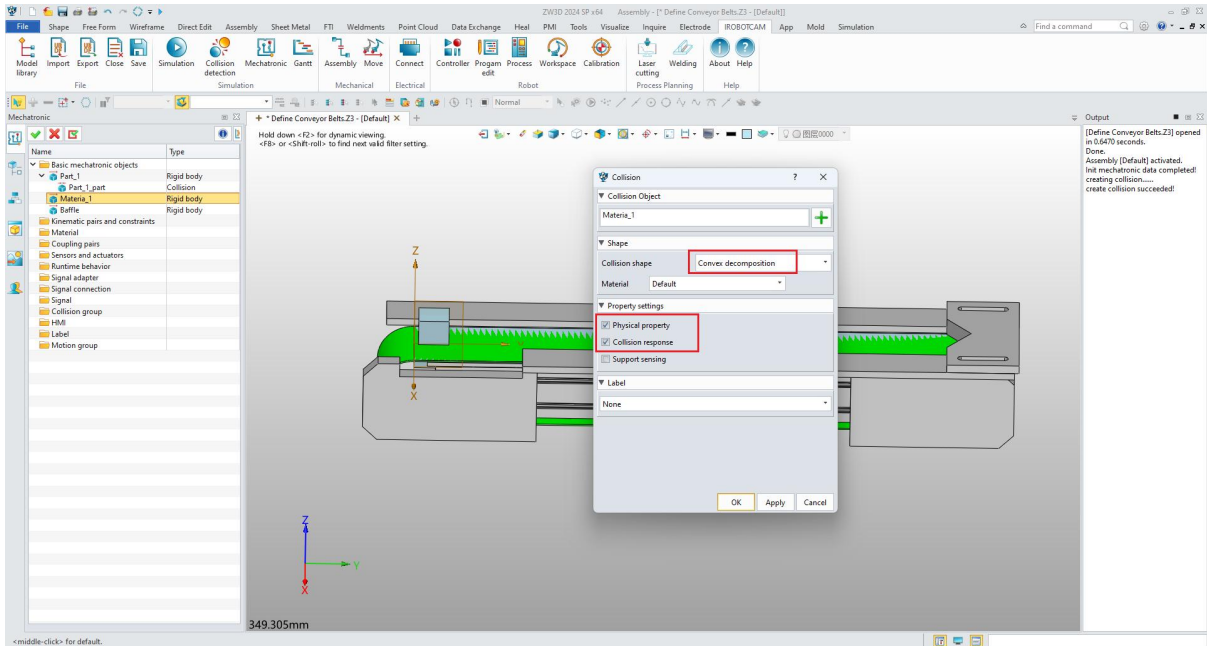 ZW3D 2024 SP x64 Assembly - [* Define Conveyor Belts.Z3 - [Default]]
File Shape Free Form Wireframe Direct Edit Assembly Sheet Metal FTI Weldments Point Cloud Data Exchange Heal PMI Tools Visualize Inquire Electrode IROBOTCAM App Mold Simulation Find a command
Model library Import Export Close Save Simulation Collision detection Mechatronic Gantt Assembly Move Connect Controller Progam edit Process Workspace Calibration Laser cutting Welding About Help
File Simulation Mechanical Electrical Robot Process Planning Help
Normal
Mechatronic
* Define Conveyor Belts.Z3 - [Default]
Output
Hold down <F2> for dynamic viewing.
<F8> or <Shift-roll> to find next valid filter setting.
图层0000
[Define Conveyor Belts.Z3] opened
in 0.6470 seconds.
Done.
Assembly [Default] activated.
Init mechatronic data completed!
creating collision......
create collision succeeded!
Name Type
Basic mechatronic objects
Part_1 Rigid body
Part_1_part Collision
Materia_1 Rigid body
Baffle Rigid body
Kinematic pairs and constraints
Material
Coupling pairs
Sensors and actuators
Runtime behavior
Signal adapter
Signal connection
Signal
Collision group
HMI
Label
Motion group
Collision ?
Collision Object
Materia_1
Shape
Collision shape Convex decomposition
Material Default
Property settings
Physical property
Collision response
Support sensing
Label
None
OK Apply Cancel
Z
X
Z
Y
X
349.305mm
<middle-click> for default.